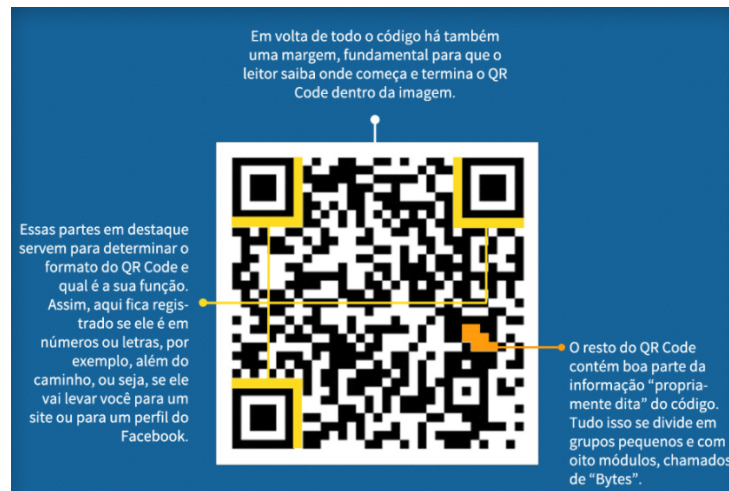 Em volta de todo o código há também
uma margem, fundamental para que o
leitor saiba onde começa e termina o QR
Code dentro da imagem.
Essas partes em destaque
servem para determinar o
formato do QR Code e
qual é a sua função.
Assim, aqui fica regis-
trado se ele é em
números ou letras, por
exemplo, além do
caminho, ou seja, se ele
vai levar você para um
site ou para um perfil do
Facebook.
O resto do QR Code
contém boa parte da
informação “propria-
mente dita” do código.
Tudo isso se divide em
grupos pequenos e com
oito módulos, chamados
de “Bytes”.